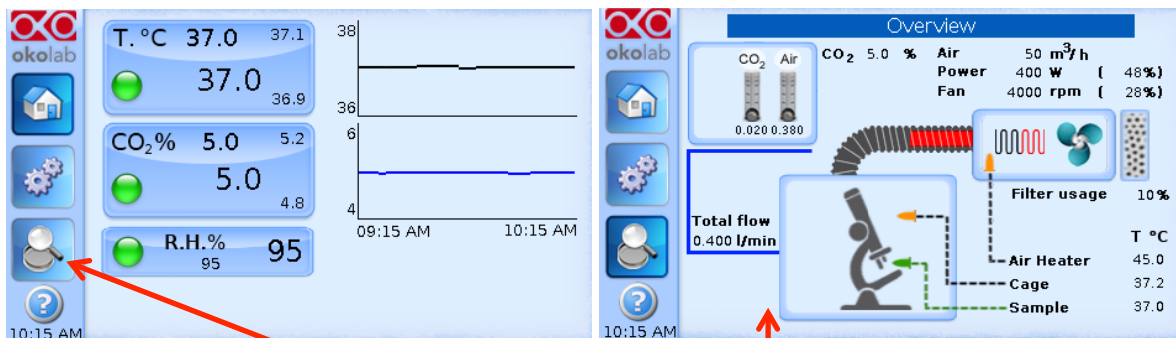 okolab
10:15 AM
T. °C 37.0 37.1
37.0
36.9
CO₂% 5.0 5.2
5.0
4.8
R.H.%
95
95
38
36
6
4
09:15 AM 10:15 AM
okolab
10:15 AM
Overview
CO₂ Air
0.020 0.380
CO₂ 5.0 %
Air 50 m³/h
Power 400 W ( 48%)
Fan 4000 rpm ( 28%)
Filter usage 10%
Total flow
0.400 l/min
T °C
Air Heater 45.0
Cage 37.2
Sample 37.0